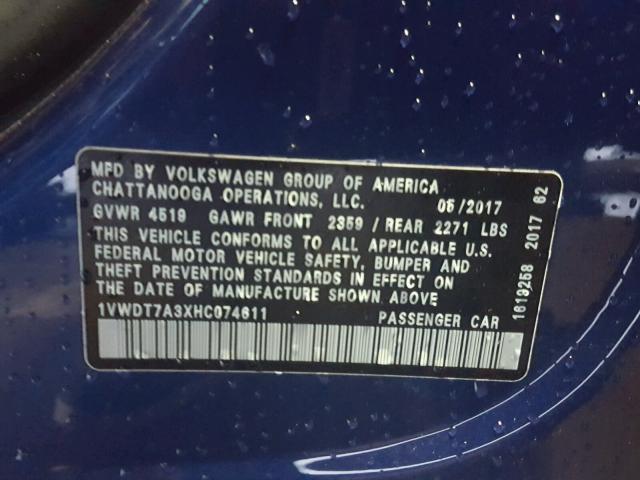 MFD BY VOLKSWAGEN GROUP OF AMERICA
CHATTANOOGA OPERATIONS, LLC. 05/2017
GVWR 4519 GAWR FRONT 2359 / REAR 2271 LBS
THIS VEHICLE CONFORMS TO ALL APPLICABLE U.S.
FEDERAL MOTOR VEHICLE SAFETY, BUMPER AND
THEFT PREVENTION STANDARDS IN EFFECT ON
THE DATE OF MANUFACTURE SHOWN ABOVE
1VWDT7A3XHC074611 PASSENGER CAR
1619258 2017 62